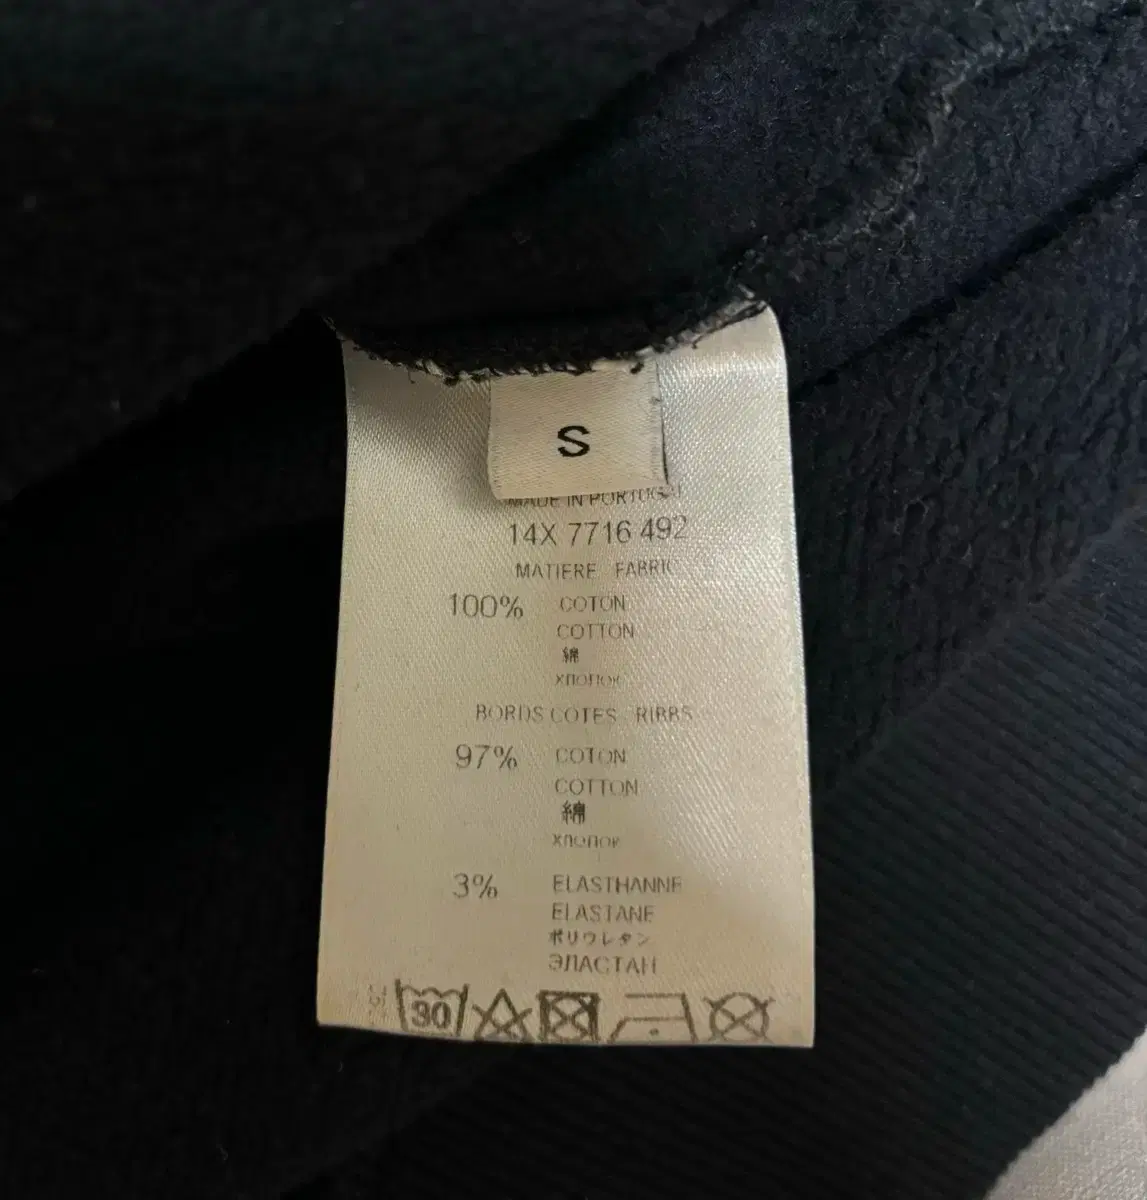 S
MADE IN PORTUGAL
14X 7716 492
MATIERE FABRIC
100% COTON
COTTON
綿
хлопок
BORDS COTES RIBBS
97% COTON
COTTON
綿
хлопок
3% ELASTHANNE
ELASTANE
ポリウレタン
ЭЛАСТАН
30